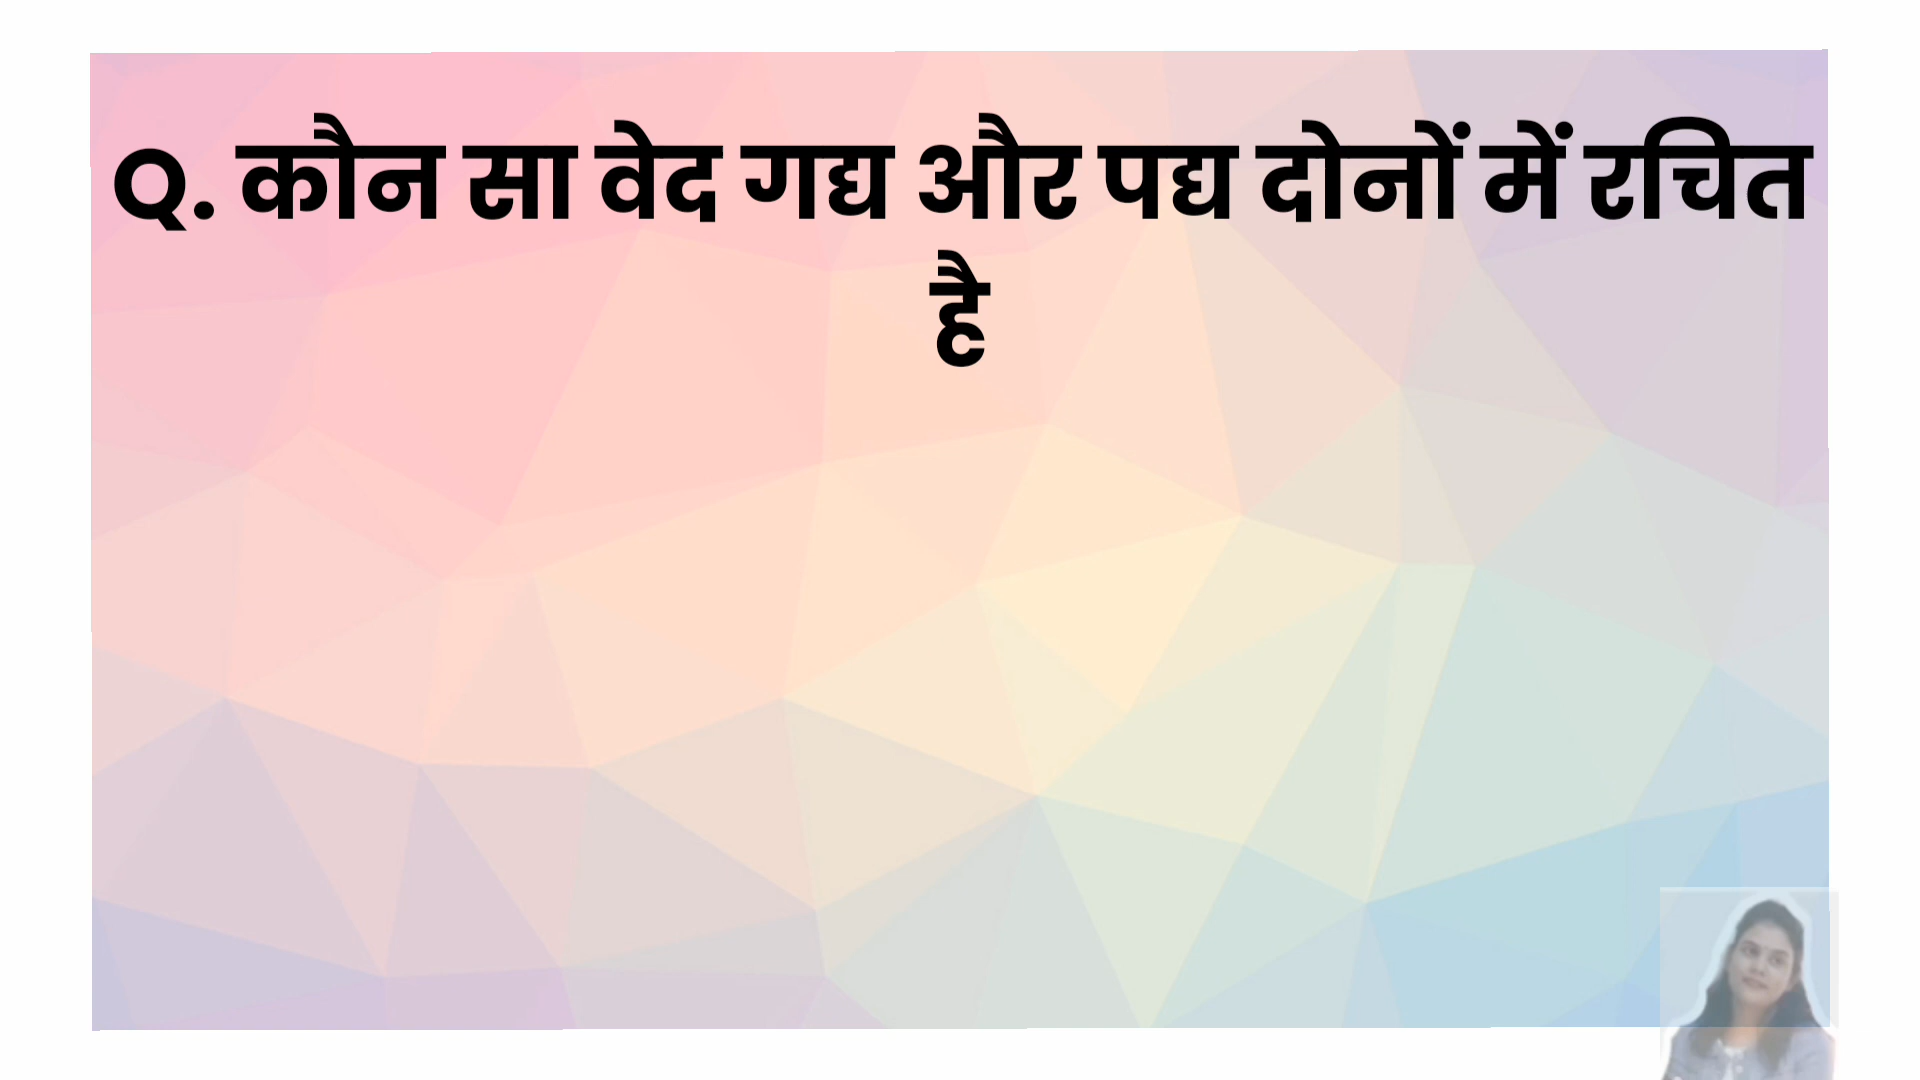 Q. कौन सा वेद गद्य और पद्य दोनों में रचित
है